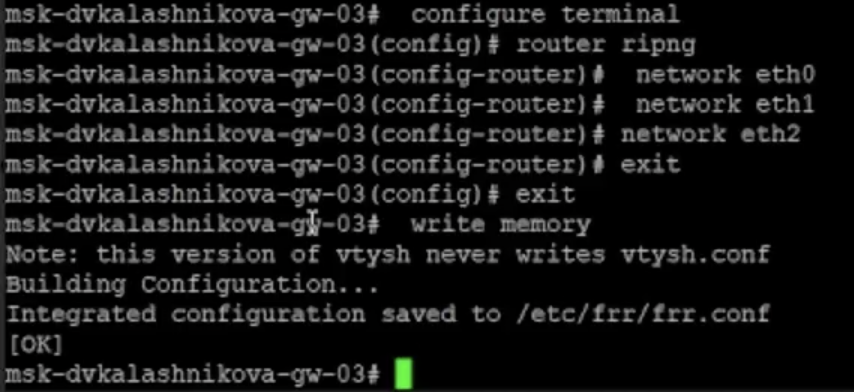 msk-dvkalashnikova-gw-03#  configure terminal
msk-dvkalashnikova-gw-03(config)# router ripng
msk-dvkalashnikova-gw-03(config-router)#  network eth0
msk-dvkalashnikova-gw-03(config-router)#  network eth1
msk-dvkalashnikova-gw-03(config-router)# network eth2
msk-dvkalashnikova-gw-03(config-router)# exit
msk-dvkalashnikova-gw-03(config)# exit
msk-dvkalashnikova-gw-03#  write memory
Note: this version of vtysh never writes vtysh.conf
Building Configuration...
Integrated configuration saved to /etc/frr/frr.conf
[OK]
msk-dvkalashnikova-gw-03#